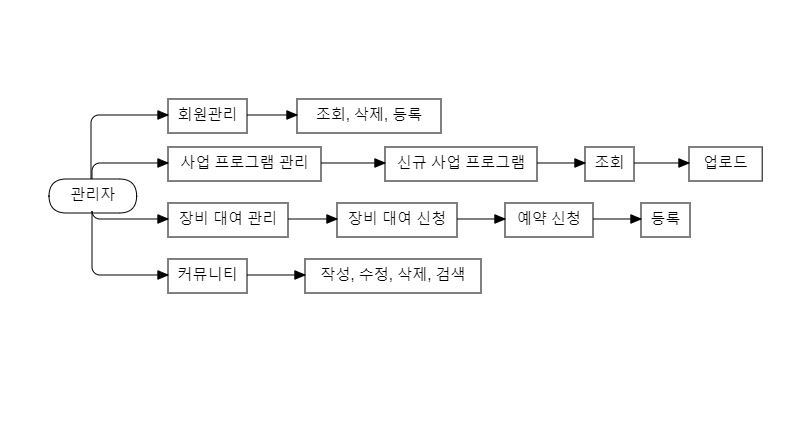 회원관리
조회, 삭제, 등록
사업 프로그램 관리
신규 사업 프로그램
조회
업로드
관리자
장비 대여 관리
장비 대여 신청
예약 신청
등록
커뮤니티
작성, 수정, 삭제, 검색